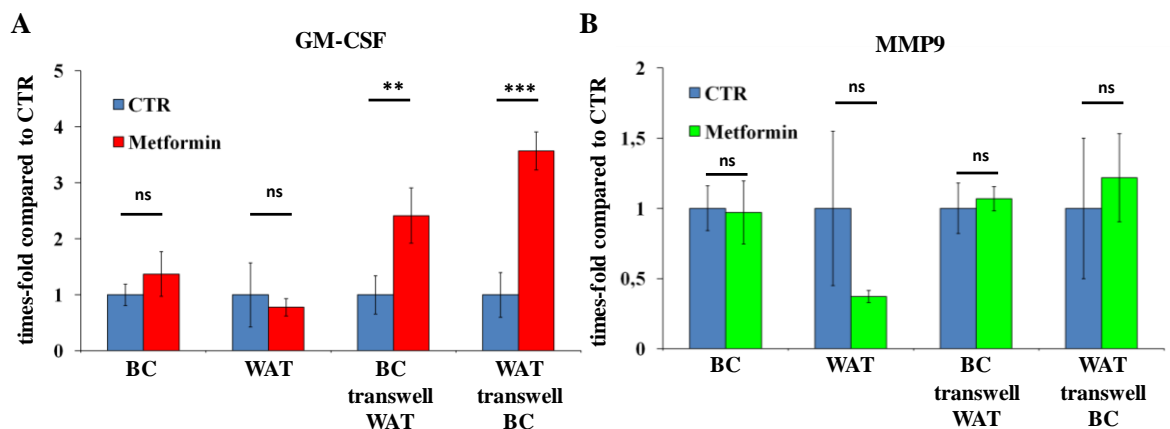 A
GM-CSF
times-fold compared to CTR
5
4
3
2
1
0
CTR
Metformin
ns
ns
**
***
BC
WAT
BC
transwell
WAT
WAT
transwell
BC
B
MMP9
times-fold compared to CTR
2
1,5
1
0,5
0
CTR
Metformin
ns
ns
ns
ns
BC
WAT
BC
transwell
WAT
WAT
transwell
BC